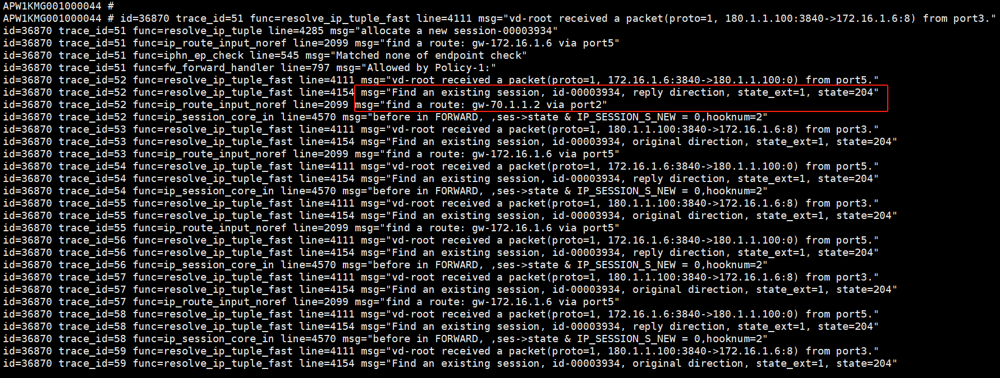 APW1KMG001000044 #
APW1KMG001000044 # id=36870 trace_id=51 func=resolve_ip_tuple_fast line=4111 msg="vd-root received a packet(proto=1, 180.1.1.100:3840->172.16.1.6:8) from port3."
id=36870 trace_id=51 func=resolve_ip_tuple line=4285 msg="allocate a new session-00003934"
id=36870 trace_id=51 func=ip_route_input_noref line=2099 msg="find a route: gw-172.16.1.6 via port5"
id=36870 trace_id=51 func=iphn_ep_check line=545 msg="Matched none of endpoint check"
id=36870 trace_id=51 func=fw_forward_handler line=797 msg="Allowed by Policy-1:"
id=36870 trace_id=52 func=resolve_ip_tuple_fast line=4111 msg="vd-root received a packet(proto=1, 172.16.1.6:3840->180.1.1.100:0) from port5."
id=36870 trace_id=52 func=resolve_ip_tuple_fast line=4154 msg="Find an existing session, id-00003934, reply direction, state_ext=1, state=204"
id=36870 trace_id=52 func=ip_route_input_noref line=2099 msg="find a route: gw-70.1.1.2 via port2"
id=36870 trace_id=52 func=ip_session_core_in line=4570 msg="before in FORWARD, ,ses->state & IP_SESSION_S_NEW = 0,hooknum=2"
id=36870 trace_id=53 func=resolve_ip_tuple_fast line=4111 msg="vd-root received a packet(proto=1, 180.1.1.100:3840->172.16.1.6:8) from port3."
id=36870 trace_id=53 func=resolve_ip_tuple_fast line=4154 msg="Find an existing session, id-00003934, original direction, state_ext=1, state=204"
id=36870 trace_id=53 func=ip_route_input_noref line=2099 msg="find a route: gw-172.16.1.6 via port5"
id=36870 trace_id=54 func=resolve_ip_tuple_fast line=4111 msg="vd-root received a packet(proto=1, 172.16.1.6:3840->180.1.1.100:0) from port5."
id=36870 trace_id=54 func=resolve_ip_tuple_fast line=4154 msg="Find an existing session, id-00003934, reply direction, state_ext=1, state=204"
id=36870 trace_id=54 func=ip_session_core_in line=4570 msg="before in FORWARD, ,ses->state & IP_SESSION_S_NEW = 0,hooknum=2"
id=36870 trace_id=55 func=resolve_ip_tuple_fast line=4111 msg="vd-root received a packet(proto=1, 180.1.1.100:3840->172.16.1.6:8) from port3."
id=36870 trace_id=55 func=resolve_ip_tuple_fast line=4154 msg="Find an existing session, id-00003934, original direction, state_ext=1, state=204"
id=36870 trace_id=55 func=ip_route_input_noref line=2099 msg="find a route: gw-172.16.1.6 via port5"
id=36870 trace_id=56 func=resolve_ip_tuple_fast line=4111 msg="vd-root received a packet(proto=1, 172.16.1.6:3840->180.1.1.100:0) from port5."
id=36870 trace_id=56 func=resolve_ip_tuple_fast line=4154 msg="Find an existing session, id-00003934, reply direction, state_ext=1, state=204"
id=36870 trace_id=56 func=ip_session_core_in line=4570 msg="before in FORWARD, ,ses->state & IP_SESSION_S_NEW = 0,hooknum=2"
id=36870 trace_id=57 func=resolve_ip_tuple_fast line=4111 msg="vd-root received a packet(proto=1, 180.1.1.100:3840->172.16.1.6:8) from port3."
id=36870 trace_id=57 func=resolve_ip_tuple_fast line=4154 msg="Find an existing session, id-00003934, original direction, state_ext=1, state=204"
id=36870 trace_id=57 func=ip_route_input_noref line=2099 msg="find a route: gw-172.16.1.6 via port5"
id=36870 trace_id=58 func=resolve_ip_tuple_fast line=4111 msg="vd-root received a packet(proto=1, 172.16.1.6:3840->180.1.1.100:0) from port5."
id=36870 trace_id=58 func=resolve_ip_tuple_fast line=4154 msg="Find an existing session, id-00003934, reply direction, state_ext=1, state=204"
id=36870 trace_id=58 func=ip_session_core_in line=4570 msg="before in FORWARD, ,ses->state & IP_SESSION_S_NEW = 0,hooknum=2"
id=36870 trace_id=59 func=resolve_ip_tuple_fast line=4111 msg="vd-root received a packet(proto=1, 180.1.1.100:3840->172.16.1.6:8) from port3."
id=36870 trace_id=59 func=resolve_ip_tuple_fast line=4154 msg="Find an existing session, id-00003934, original direction, state_ext=1, state=204"